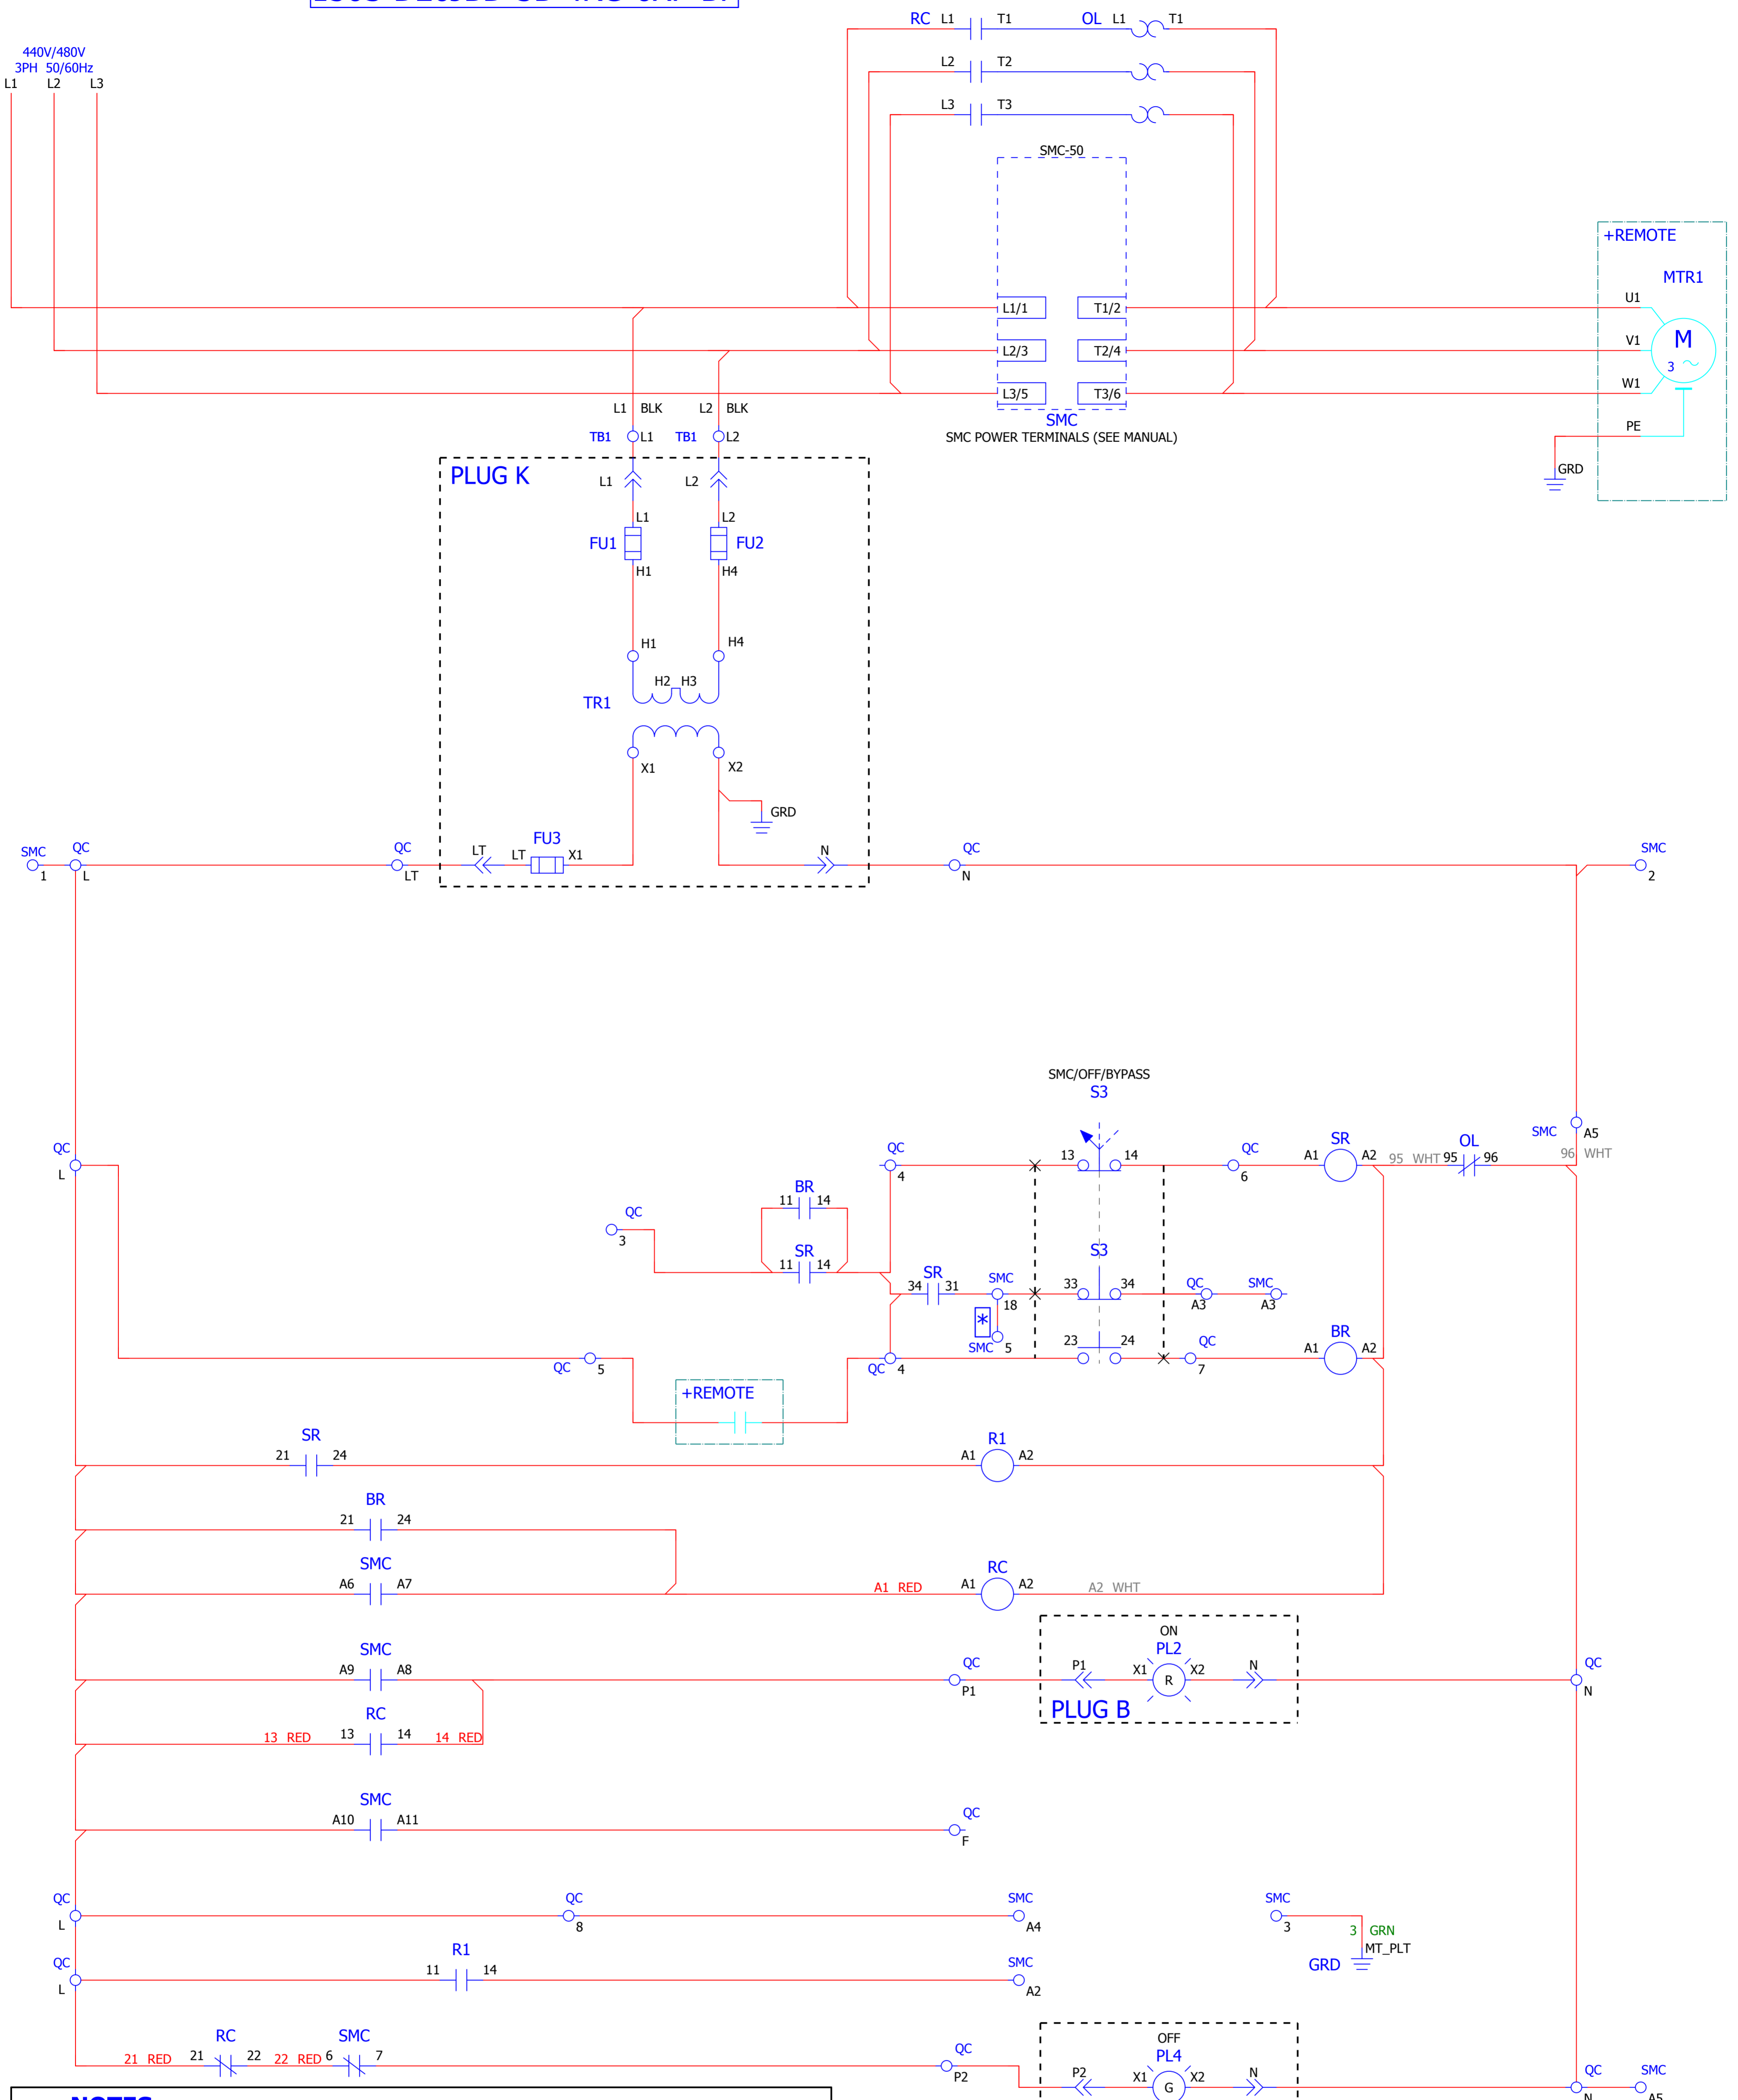 RC L1 T1 OL L1 T1
440V/480V
3PH 50/60Hz
L1 L2 L3
L2 T2
L3 T3
SMC-50
+REMOTE
MTR1
L1/1 T1/2 U1
L2/3 T2/4 V1 M
3
L3/5 T3/6 W1
L1 BLK L2 BLK
SMC
SMC POWER TERMINALS (SEE MANUAL)
PE
TB1 L1 TB1 L2
GRD
PLUG K
L1 L2
L1 L2
FU1 FU2
H1 H4
H1 H4
H2 H3
TR1
X1 X2
GRD
SMC QC QC LT LT FU3 X1 N QC SMC
1 L LT N 2
SMC/OFF/BYPASS
S3
SMC A5
QC QC 13 14 QC SR OL
L 4 6 A1 A2 95 WHT 95 96 96 WHT
BR
11 14
QC
3
SR
11 14
S3
SR
34 31 SMC 33 34 QC SMC
18 A3 A3
*
SMC 5 23 24 QC BR
QC 5 QC 4 7 A1 A2
+REMOTE
SR R1
21 24 A1 A2
BR
21 24
SMC RC
A6 A7 A1 RED A1 A2 A2 WHT
ON
SMC PL2
A9 A8 QC P1 X1 R X2 N QC
P1 N
PLUG B
RC
13 RED 13 14 14 RED
SMC
A10 A11 QC
F
QC QC SMC SMC
L 8 A4 3
3 GRN
MT_PLT
GRD
QC R1 SMC
L 11 14 A2
OFF
RC SMC PL4
21 RED 21 22 22 RED 6 7 QC
P2 P2 X1 G X2 N QC SMC